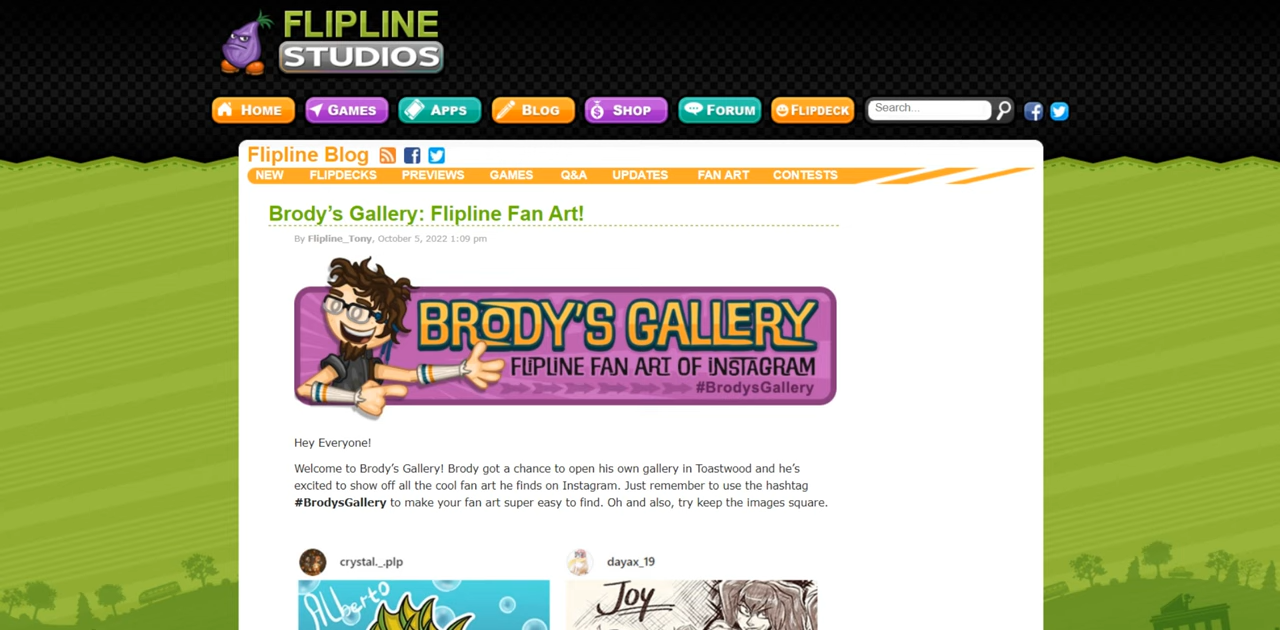 FLIPLINE
STUDIOS
HOME GAMES APPS BLOG SHOP FORUM FLIPDECK Search...
Flipline Blog
NEW FLIPDECKS PREVIEWS GAMES Q&A UPDATES FAN ART CONTESTS
Brody's Gallery: Flipline Fan Art!
By Flipline_Tony, October 5, 2022 1:09 pm
BRODY'S GALLERY
FLIPLINE FAN ART OF INSTAGRAM
#BrodysGallery
Hey Everyone!
Welcome to Brody's Gallery! Brody got a chance to open his own gallery in Toastwood and he's
excited to show off all the cool fan art he finds on Instagram. Just remember to use the hashtag
#BrodysGallery to make your fan art super easy to find. Oh and also, try keep the images square.
crystal._.plp dayax_19
Alberto Joy